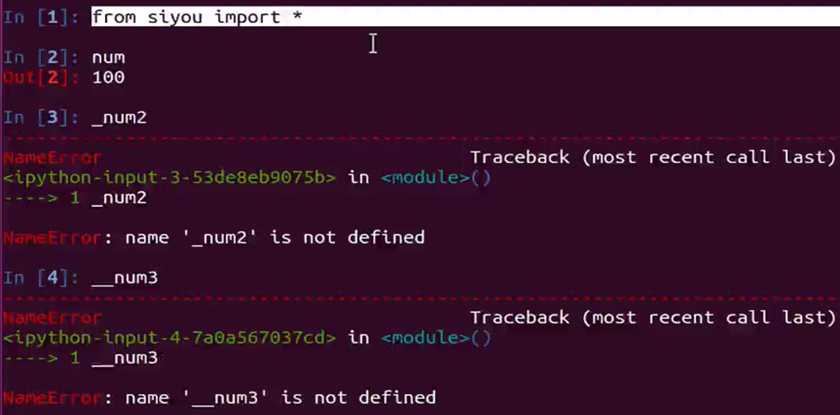 In [1]: from siyou import *
In [2]: num
Out[2]: 100
In [3]: _num2
NameError Traceback (most recent call last)
<ipython-input-3-53de8eb9075b> in <module>()
----> 1 _num2
NameError: name '_num2' is not defined
In [4]: __num3
NameError Traceback (most recent call last)
<ipython-input-4-7a0a567037cd> in <module>()
----> 1 __num3
NameError: name '__num3' is not defined